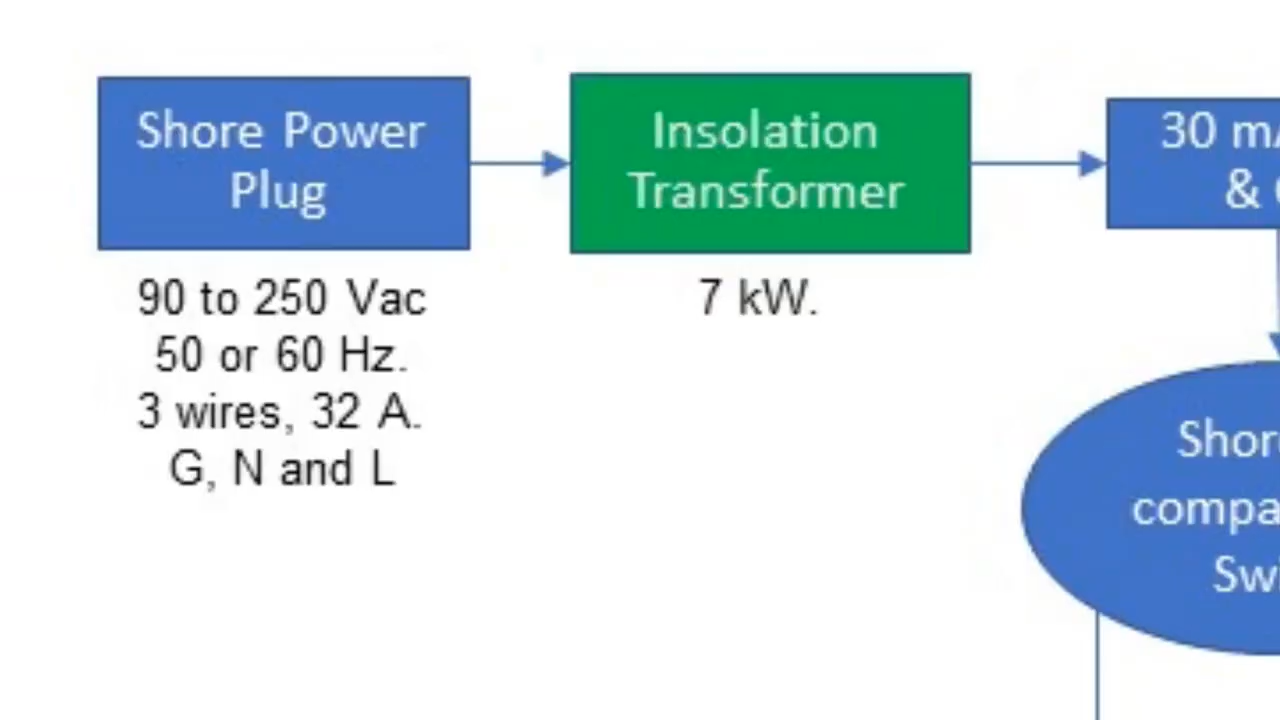 Shore Power
Plug
Insolation
Transformer
30
&
90 to 250 Vac
50 or 60 Hz.
3 wires, 32 A.
G, N and L
7 kW.